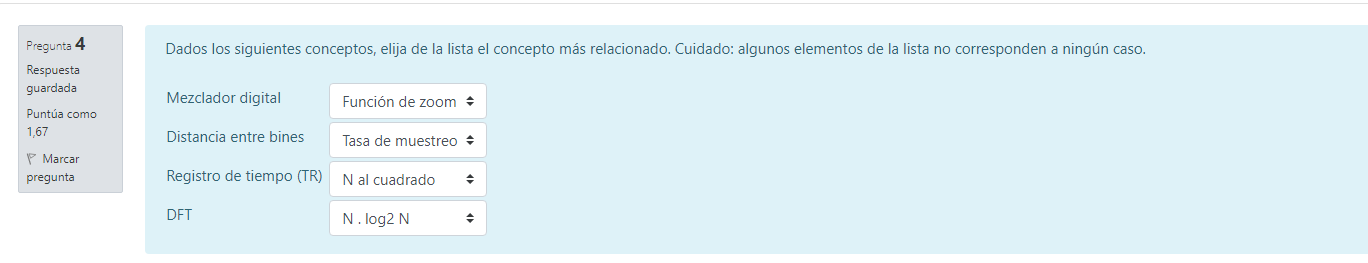 Pregunta 4
Respuesta
guardada
Puntúa como
1,67
Marcar
pregunta
Dados los siguientes conceptos, elija de la lista el concepto más relacionado. Cuidado: algunos elementos de la lista no corresponden a ningún caso.
Mezclador digital Función de zoom
Distancia entre bines Tasa de muestreo
Registro de tiempo (TR) N al cuadrado
DFT N . log2 N